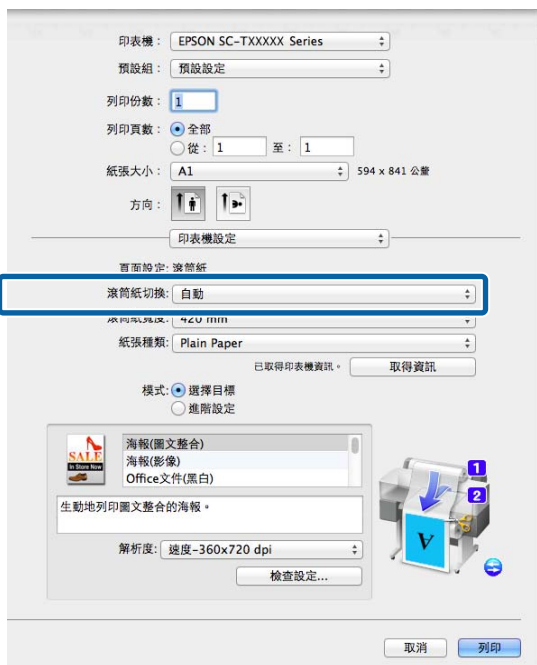 印表機： EPSON SC-TXXXXX Series
預設組： 預設設定
列印份數： 1
列印頁數： 全部
從： 1 至： 1
紙張大小： A1 594 x 841 公釐
方向：
印表機設定
頁面設定: 滾筒紙
滾筒紙切換: 自動
滾筒紙寬度: 420 mm
紙張種類: Plain Paper
已取得印表機資訊。 取得資訊
模式: 選擇目標
進階設定
SALE
In Store Now
海報(圖文整合)
海報(影像)
Office文件(黑白)
生動地列印圖文整合的海報。
1
2
A
解析度: 速度-360x720 dpi
檢查設定...
取消 列印